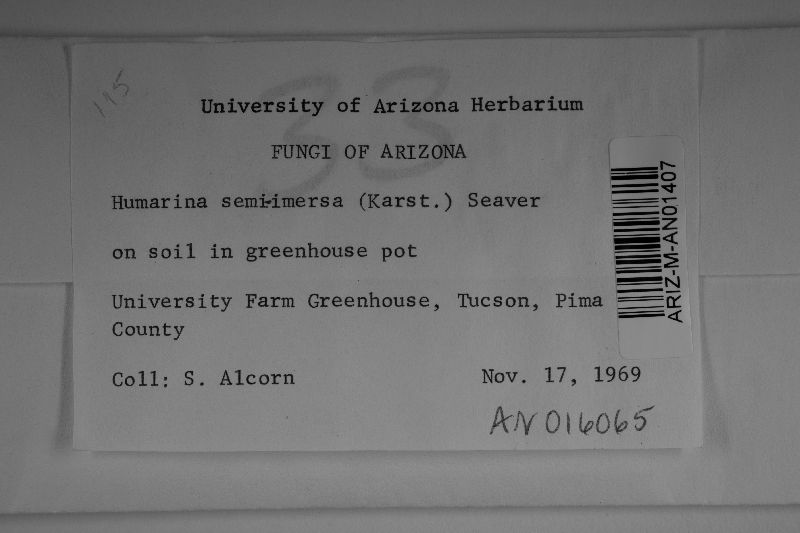 115
33
University of Arizona Herbarium
FUNGI OF ARIZONA
Humarina semi-imersa (Karst.) Seaver
on soil in greenhouse pot
University Farm Greenhouse, Tucson, Pima
County
Coll: S. Alcorn Nov. 17, 1969
AN016065
ARIZ-M-AN01407